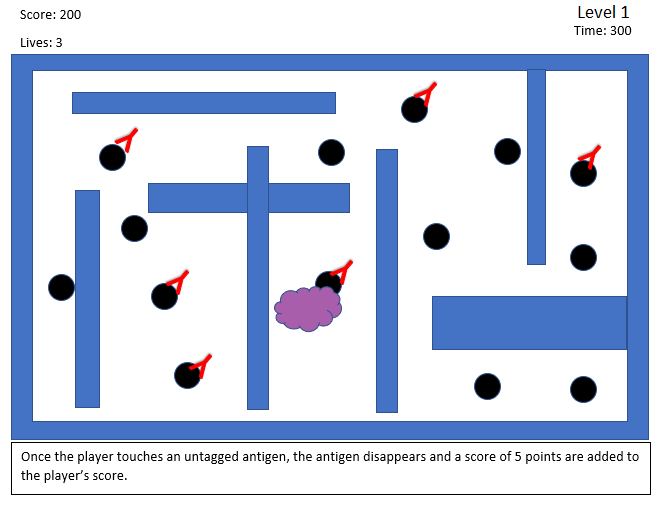 Score: 200
Level 1
Time: 300
Lives: 3
Once the player touches an untagged antigen, the antigen disappears and a score of 5 points are added to
the player’s score.